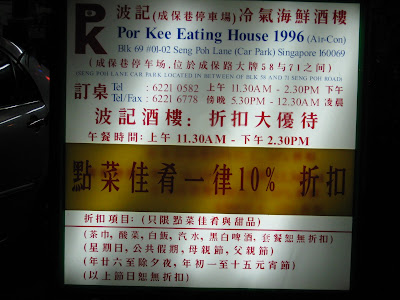 PK
波記(成保巷停車場)冷氣海鮮酒樓
Por Kee Eating House 1996 (Air-Con)
Blk 69 #01-02 Seng Poh Lane (Car Park) Singapore 160069
(成保巷停车场,位於成保路大牌58与71之间)
(SENG POH LANE CAR PARK, LOCATED IN BETWEEN OF BLK 58 AND 71 SENG POH ROAD)
訂桌 Tel : 6221 0582 上午 11.30A.M - 2.30PM 下午
Tel/Fax : 6221 6778 傍晚 5.30PM - 12.30AM 凌晨
波記酒樓: 折扣大優待
午餐時間: 上午 11.30AM - 下午 2.30PM
點菜佳肴一律10% 折扣
折扣項目: (只限點菜佳肴與甜品)
(茶巾,酸菜,白飯,汽水,黑白啤酒,套餐恕無折扣)
(星期日,公共假期,母親節,父親節)
(年廿六至除夕夜,年初一至十五元宵節)
(以上節日恕無折扣)